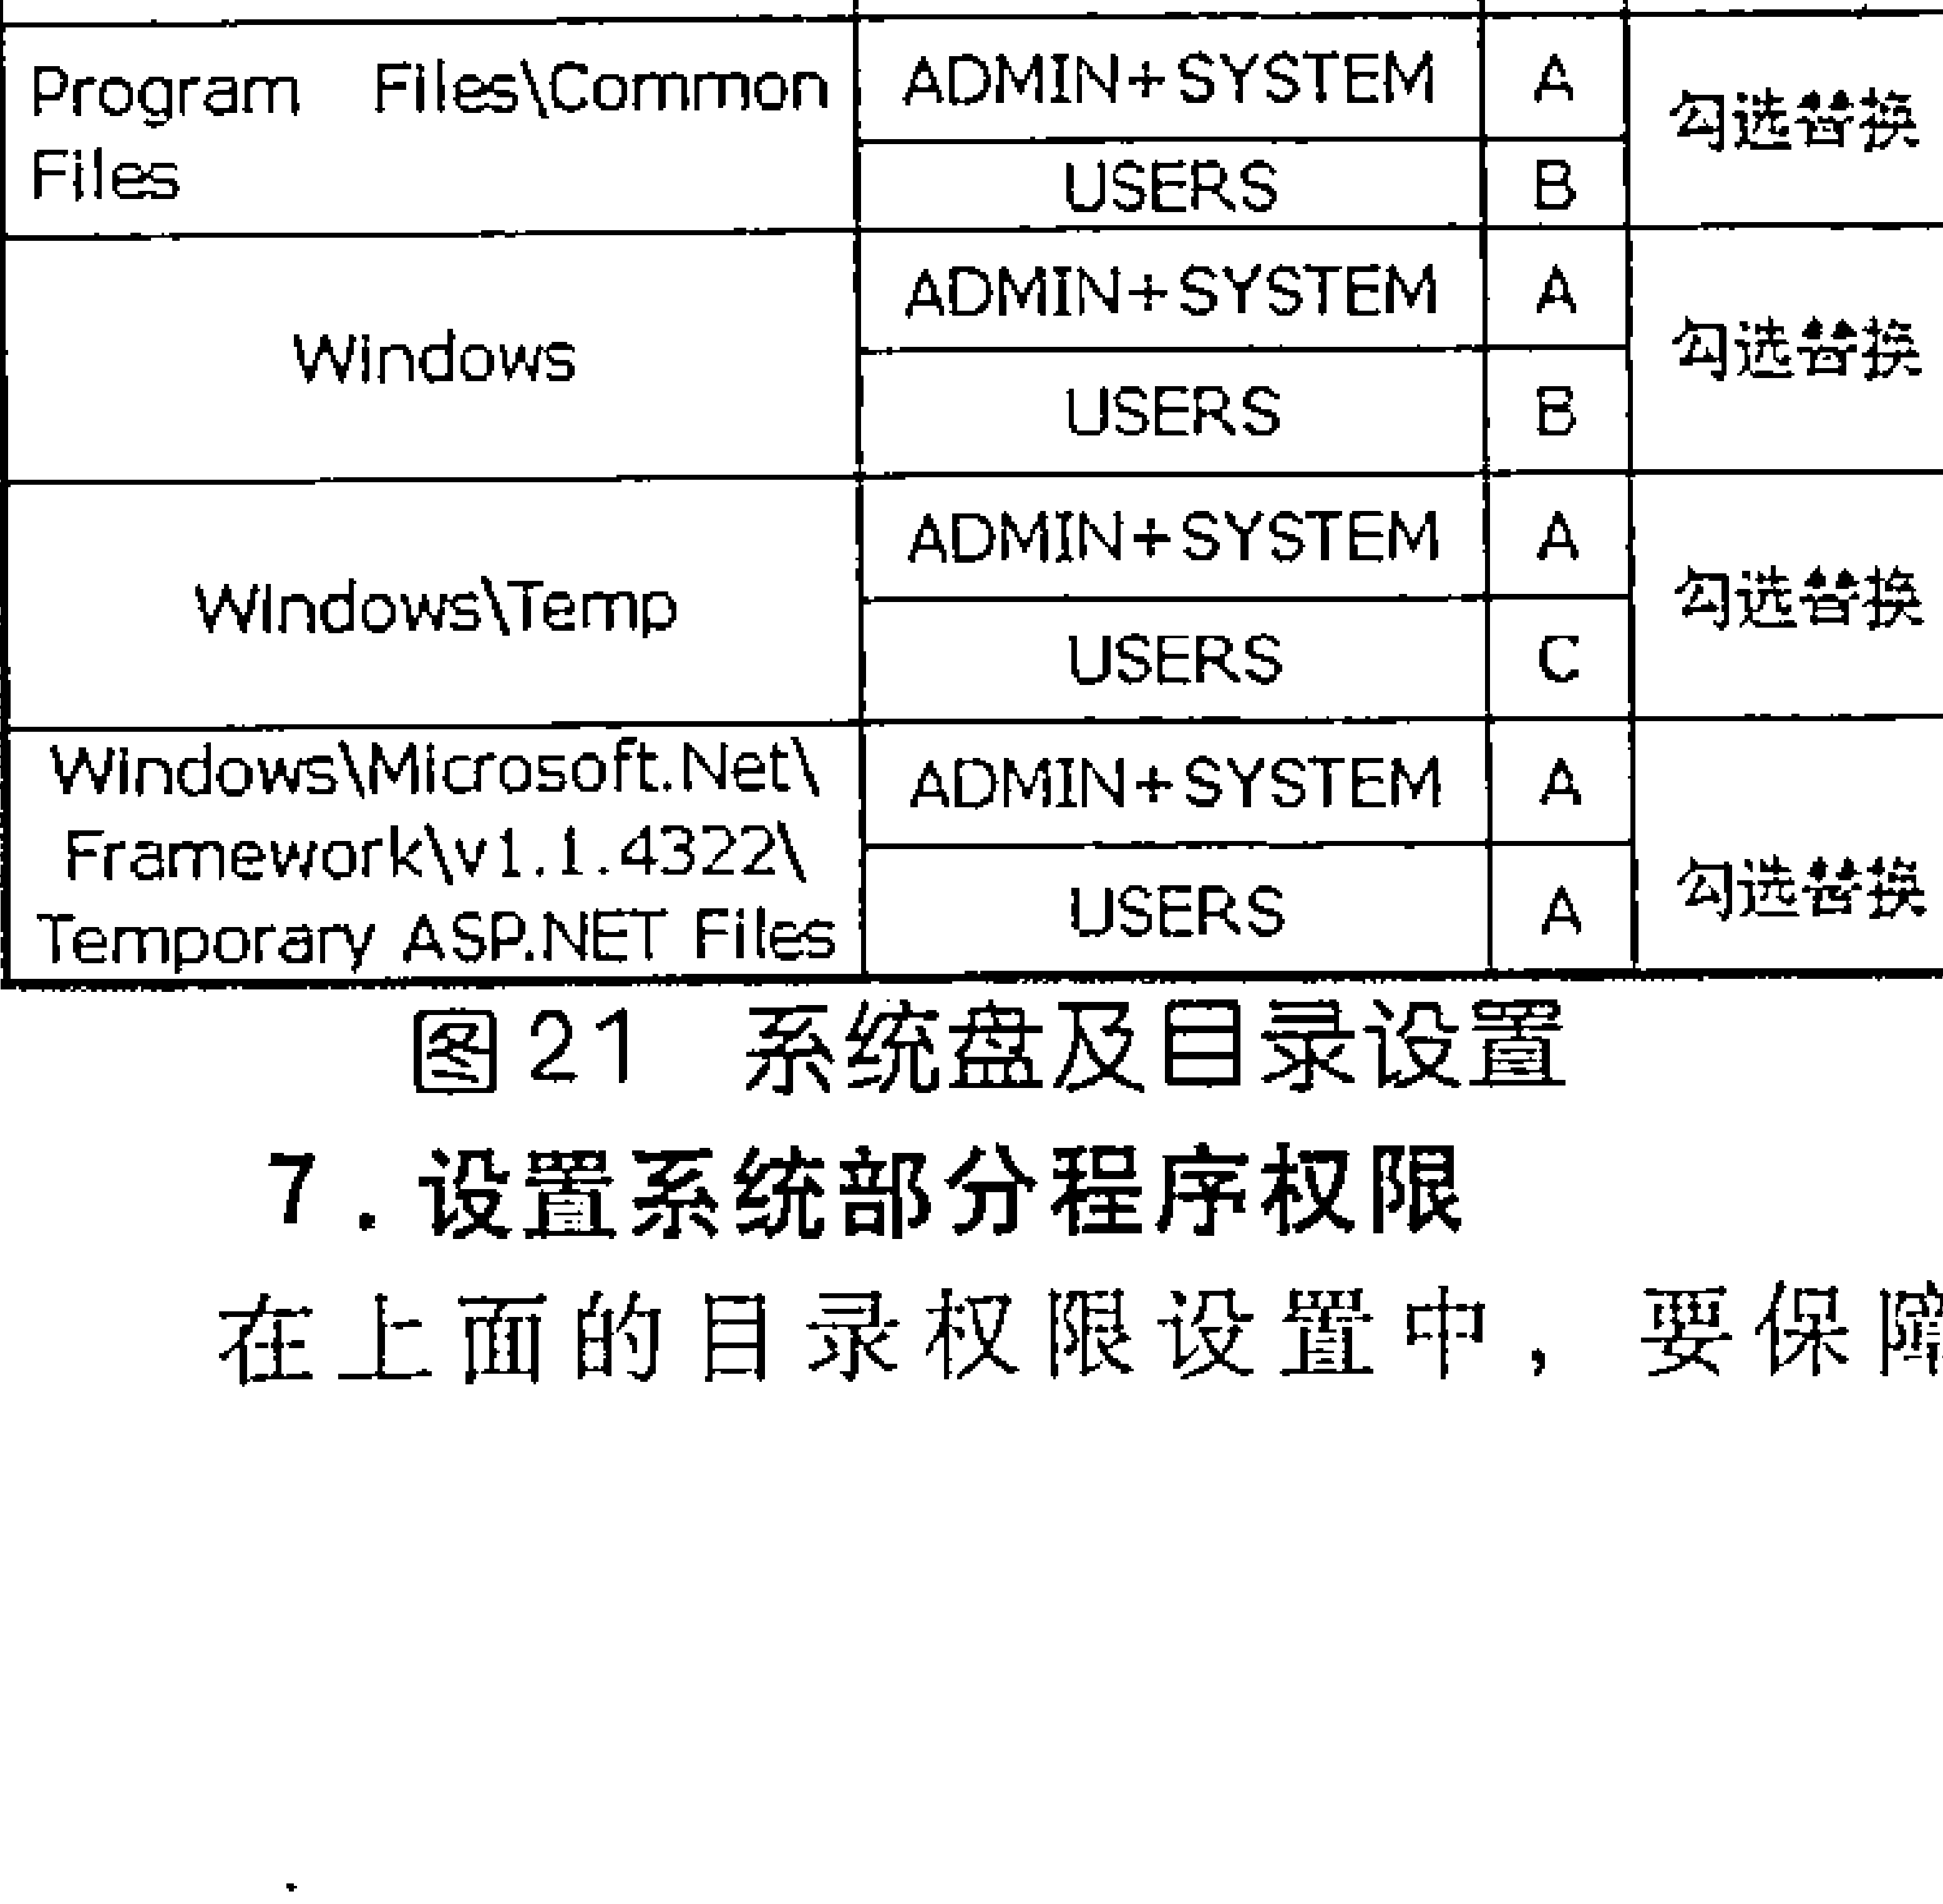 Program Files\Common
Files
ADMIN+SYSTEM A
USERS B
勾选替换
Windows
ADMIN+SYSTEM A
USERS B
勾选替换
Windows\Temp
ADMIN+SYSTEM A
USERS C
勾选替换
Windows\Microsoft.Net\
Framework\v1.1.4322\
Temporary ASP.NET Files
ADMIN+SYSTEM A
USERS A
勾选替换
图21 系统盘及目录设置
7.设置系统部分程序权限
在上面的目录权限设置中,要保障